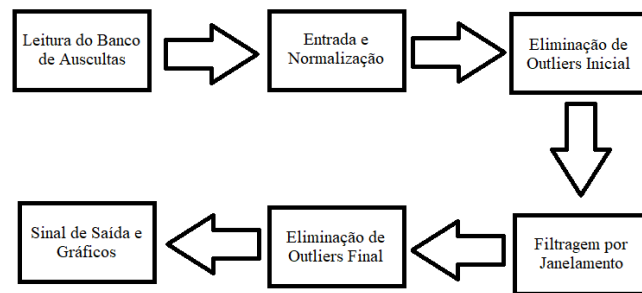 Leitura do Banco
de Auscultas
Entrada e
Normalização
Eliminação de
Outliers Inicial
Filtragem por
Janelamento
Eliminação de
Outliers Final
Sinal de Saída e
Gráficos